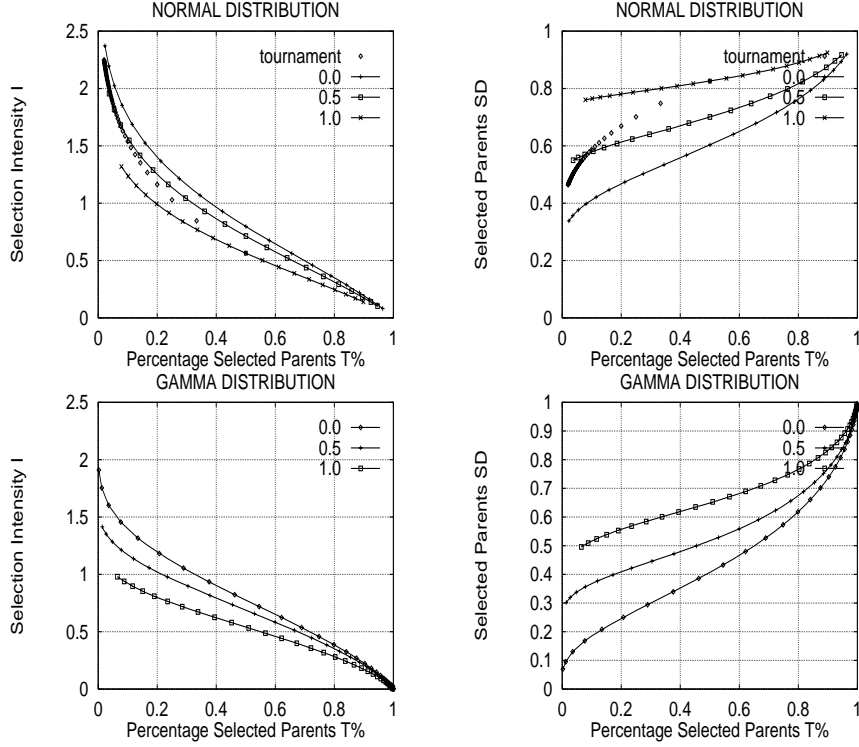 NORMAL DISTRIBUTION
Selection Intensity I
2.5
2
1.5
1
0.5
0
tournament
0.0
0.5
1.0
0 0.2 0.4 0.6 0.8 1
Percentage Selected Parents T%
NORMAL DISTRIBUTION
Selected Parents SD
1
0.8
0.6
0.4
0.2
0
tournament
0.0
0.5
1.0
0 0.2 0.4 0.6 0.8 1
Percentage Selected Parents T%
GAMMA DISTRIBUTION
Selection Intensity I
2.5
2
1.5
1
0.5
0
0.0
0.5
1.0
0 0.2 0.4 0.6 0.8 1
Percentage Selected Parents T%
GAMMA DISTRIBUTION
Selected Parents SD
1
0.9
0.8
0.7
0.6
0.5
0.4
0.3
0.2
0.1
0
0.0
0.5
1.0
0 0.2 0.4 0.6 0.8 1
Percentage Selected Parents T%